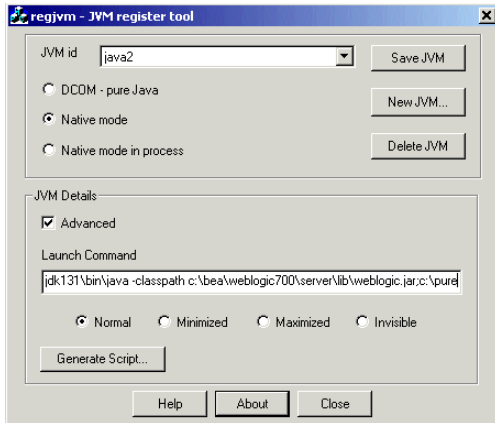 regjvm - JVM register tool
JVM id
java2
Save JVM
DCOM - pure Java
New JVM...
Native mode
Native mode in process
Delete JVM
JVM Details
Advanced
Launch Command
jdk131\bin\java -classpath c:\bea\weblogic700\server\lib\weblogic.jar;c:\pure
Normal Minimized Maximized Invisible
Generate Script...
Help About Close